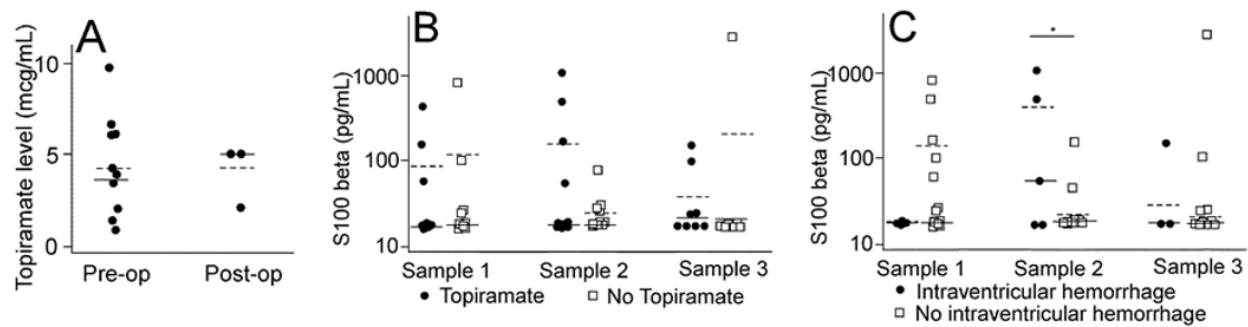 A
Topiramate level (mcg/mL)
10
5
0
Pre-op
Post-op
B
S100 beta (pg/mL)
1000
100
10
Sample 1
Sample 2
Sample 3
Topiramate
No Topiramate
C
*
S100 beta (pg/mL)
1000
100
10
Sample 1
Sample 2
Sample 3
Intraventricular hemorrhage
No intraventricular hemorrhage